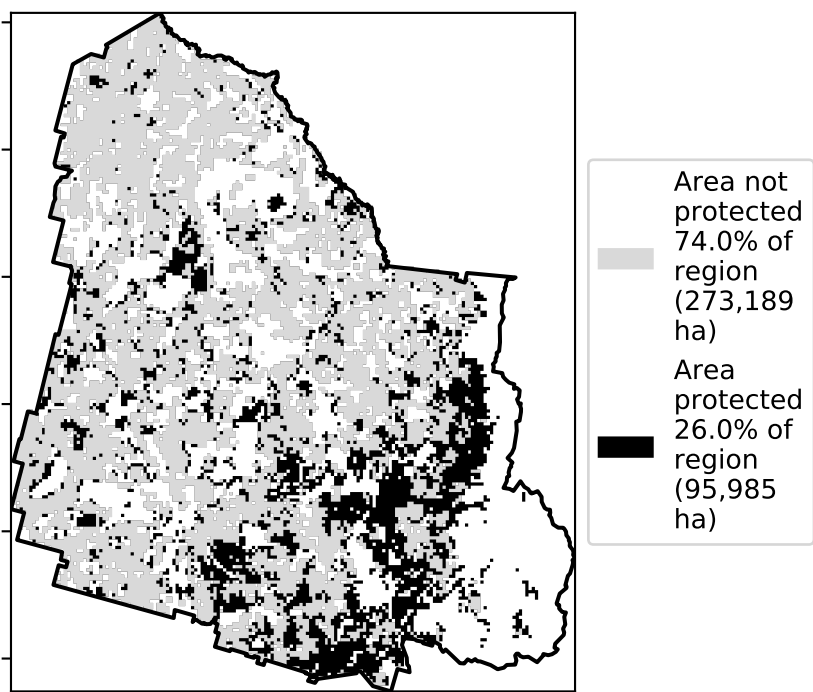 Area not
protected
74.0% of
region
(273,189
ha)
Area
protected
26.0% of
region
(95,985
ha)